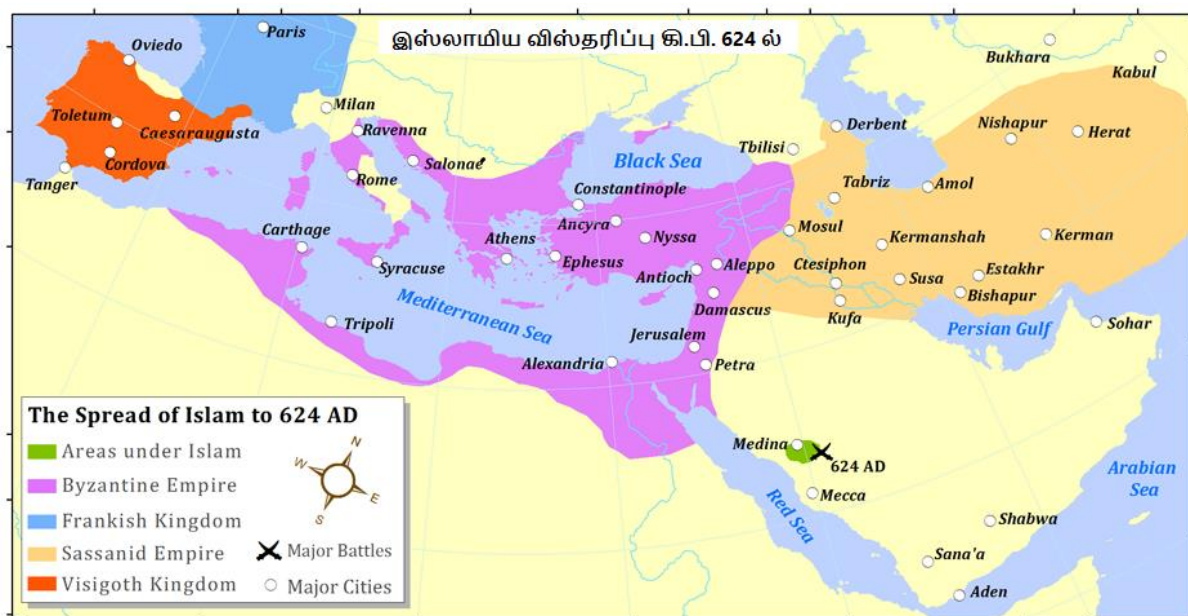 இஸ்லாமிய விஸ்தரிப்பு கி.பி. 624 ல்
Oviedo
Paris
Bukhara
Kabul
Toletum
Caesaraugusta
Milan
Ravenna
Derbent
Nishapur
Herat
Cordova
Tanger
Rome
Salonae
Black Sea
Tbilisi
Constantinople
Tabriz
Amol
Carthage
Athens
Ancyra
Nyssa
Mosul
Kermanshah
Kerman
Syracuse
Ephesus
Antioch
Aleppo
Ctesiphon
Susa
Estakhr
Bishapur
Mediterranean Sea
Damascus
Kufa
Tripoli
Jerusalem
Persian Gulf
Sohar
Alexandria
Petra
The Spread of Islam to 624 AD
Areas under Islam
Byzantine Empire
Frankish Kingdom
Sassanid Empire
Visigoth Kingdom
N
W
E
S
Major Battles
Major Cities
Medina
624 AD
Mecca
Red Sea
Arabian
Sea
Shabwa
Sana'a
Aden